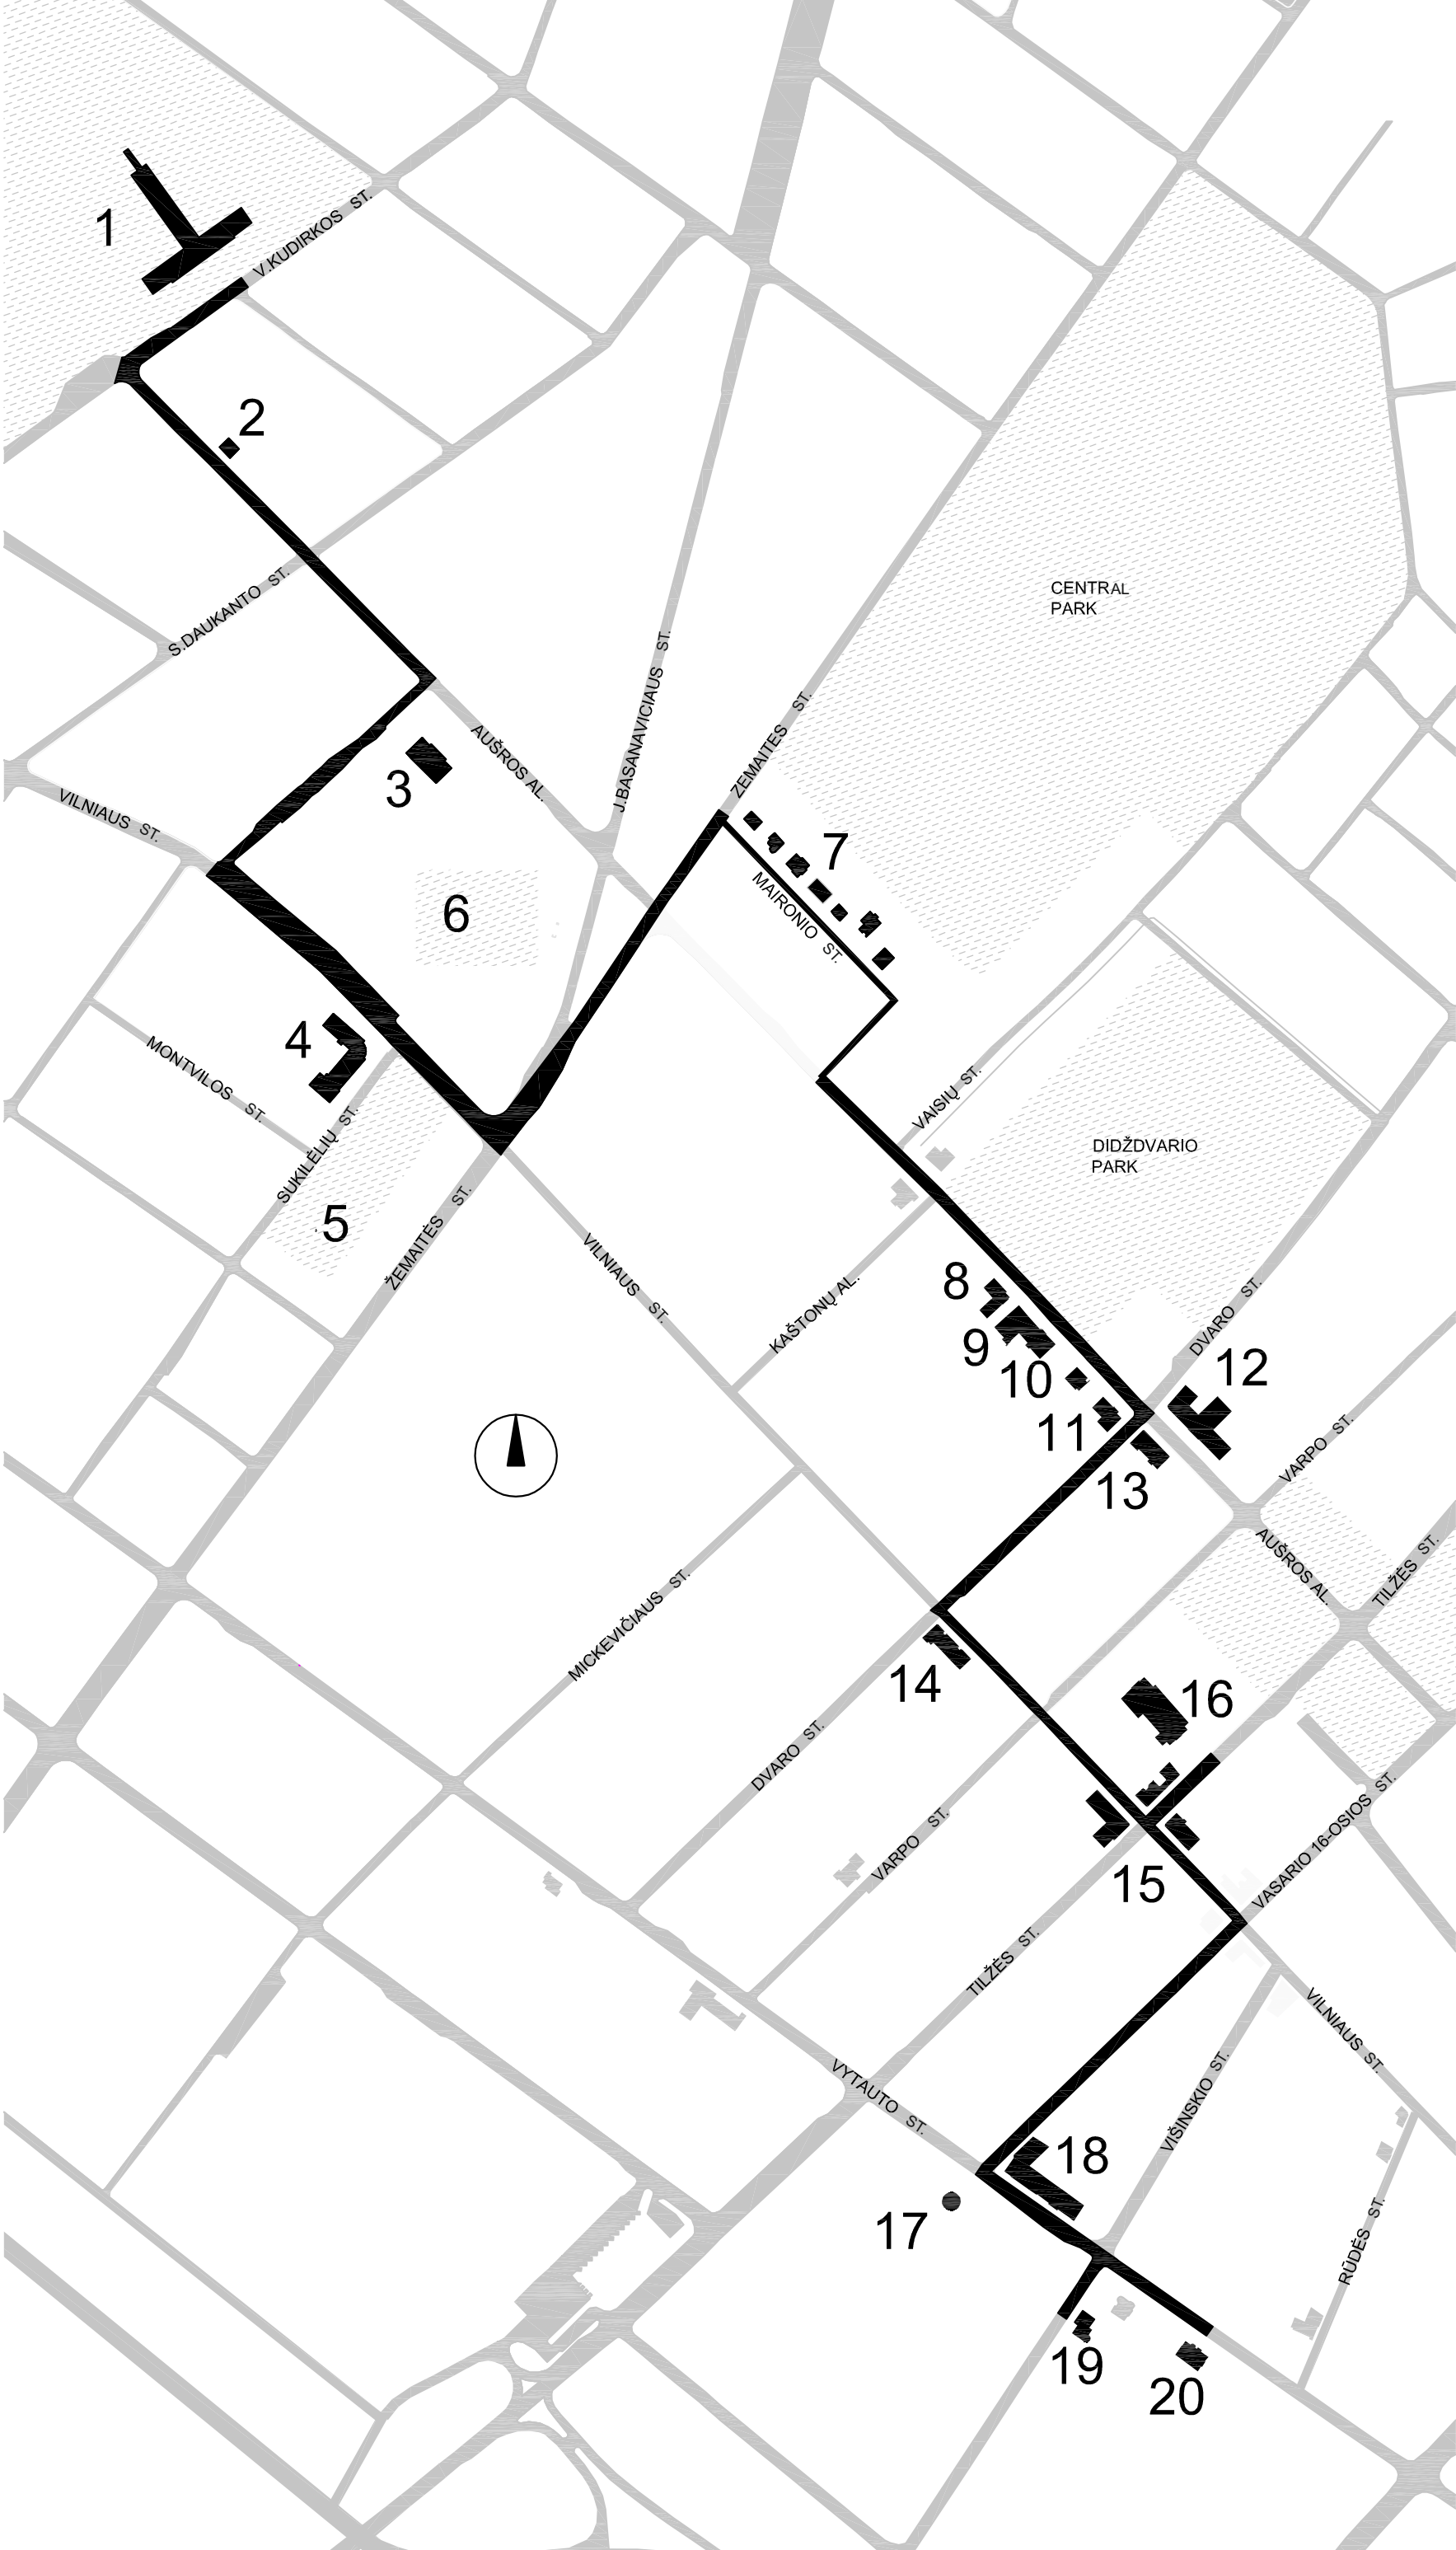 1
V.KUDIRKOS ST.
2
S.DAUKANTO ST.
CENTRAL
PARK
VILNIAUS ST.
3
AUŠROS AL.
J.BASANAVICIAUS ST.
ZEMAITES ST.
7
MAIRONIO ST.
6
4
MONTVILOS ST.
SUKILĖLIŲ ST.
5
ŽEMAITĖS ST.
VAISIŲ ST.
DIDŽDVARIO
PARK
VILNIAUS ST.
KAŠTONŲ AL.
8
9
10
11
DVARO ST.
12
13
VARPO ST.
AUŠROS AL.
TILŽĖS ST.
MICKEVIČIAUS ST.
14
16
DVARO ST.
VARPO ST.
15
VASARIO 16-OSIOS ST.
TILŽĖS ST.
VILNIAUS ST.
VYTAUTO ST.
VIŠINSKIO ST.
18
17
RŪDĖS ST.
19
20